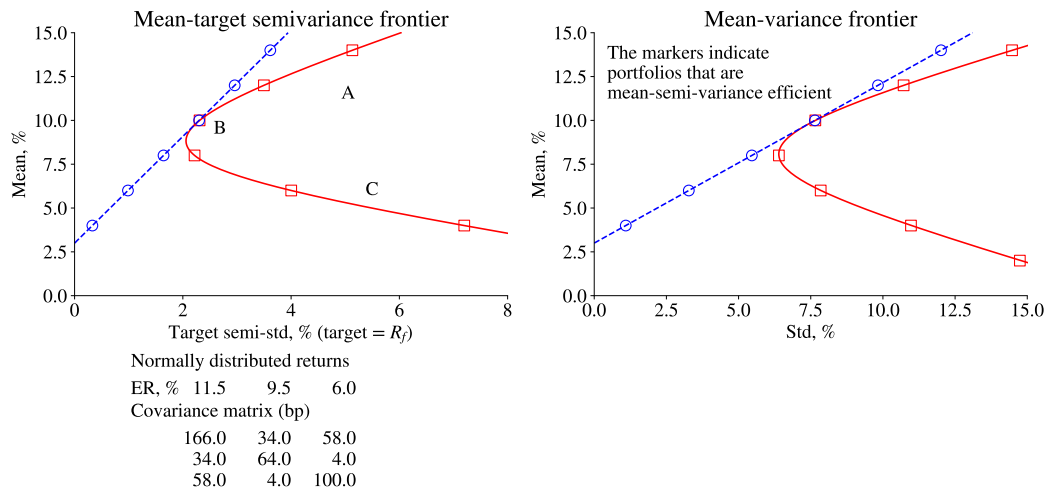 Mean-target semivariance frontier
15.0
12.5
10.0
7.5
5.0
2.5
0.0
Mean, %
A
B
C
0 2 4 6 8
Target semi-std, % (target = R_f)
Normally distributed returns
ER, % 11.5 9.5 6.0
Covariance matrix (bp)
166.0 34.0 58.0
34.0 64.0 4.0
58.0 4.0 100.0
Mean-variance frontier
The markers indicate
portfolios that are
mean-semi-variance efficient
15.0
12.5
10.0
7.5
5.0
2.5
0.0
Mean, %
0.0 2.5 5.0 7.5 10.0 12.5 15.0
Std, %